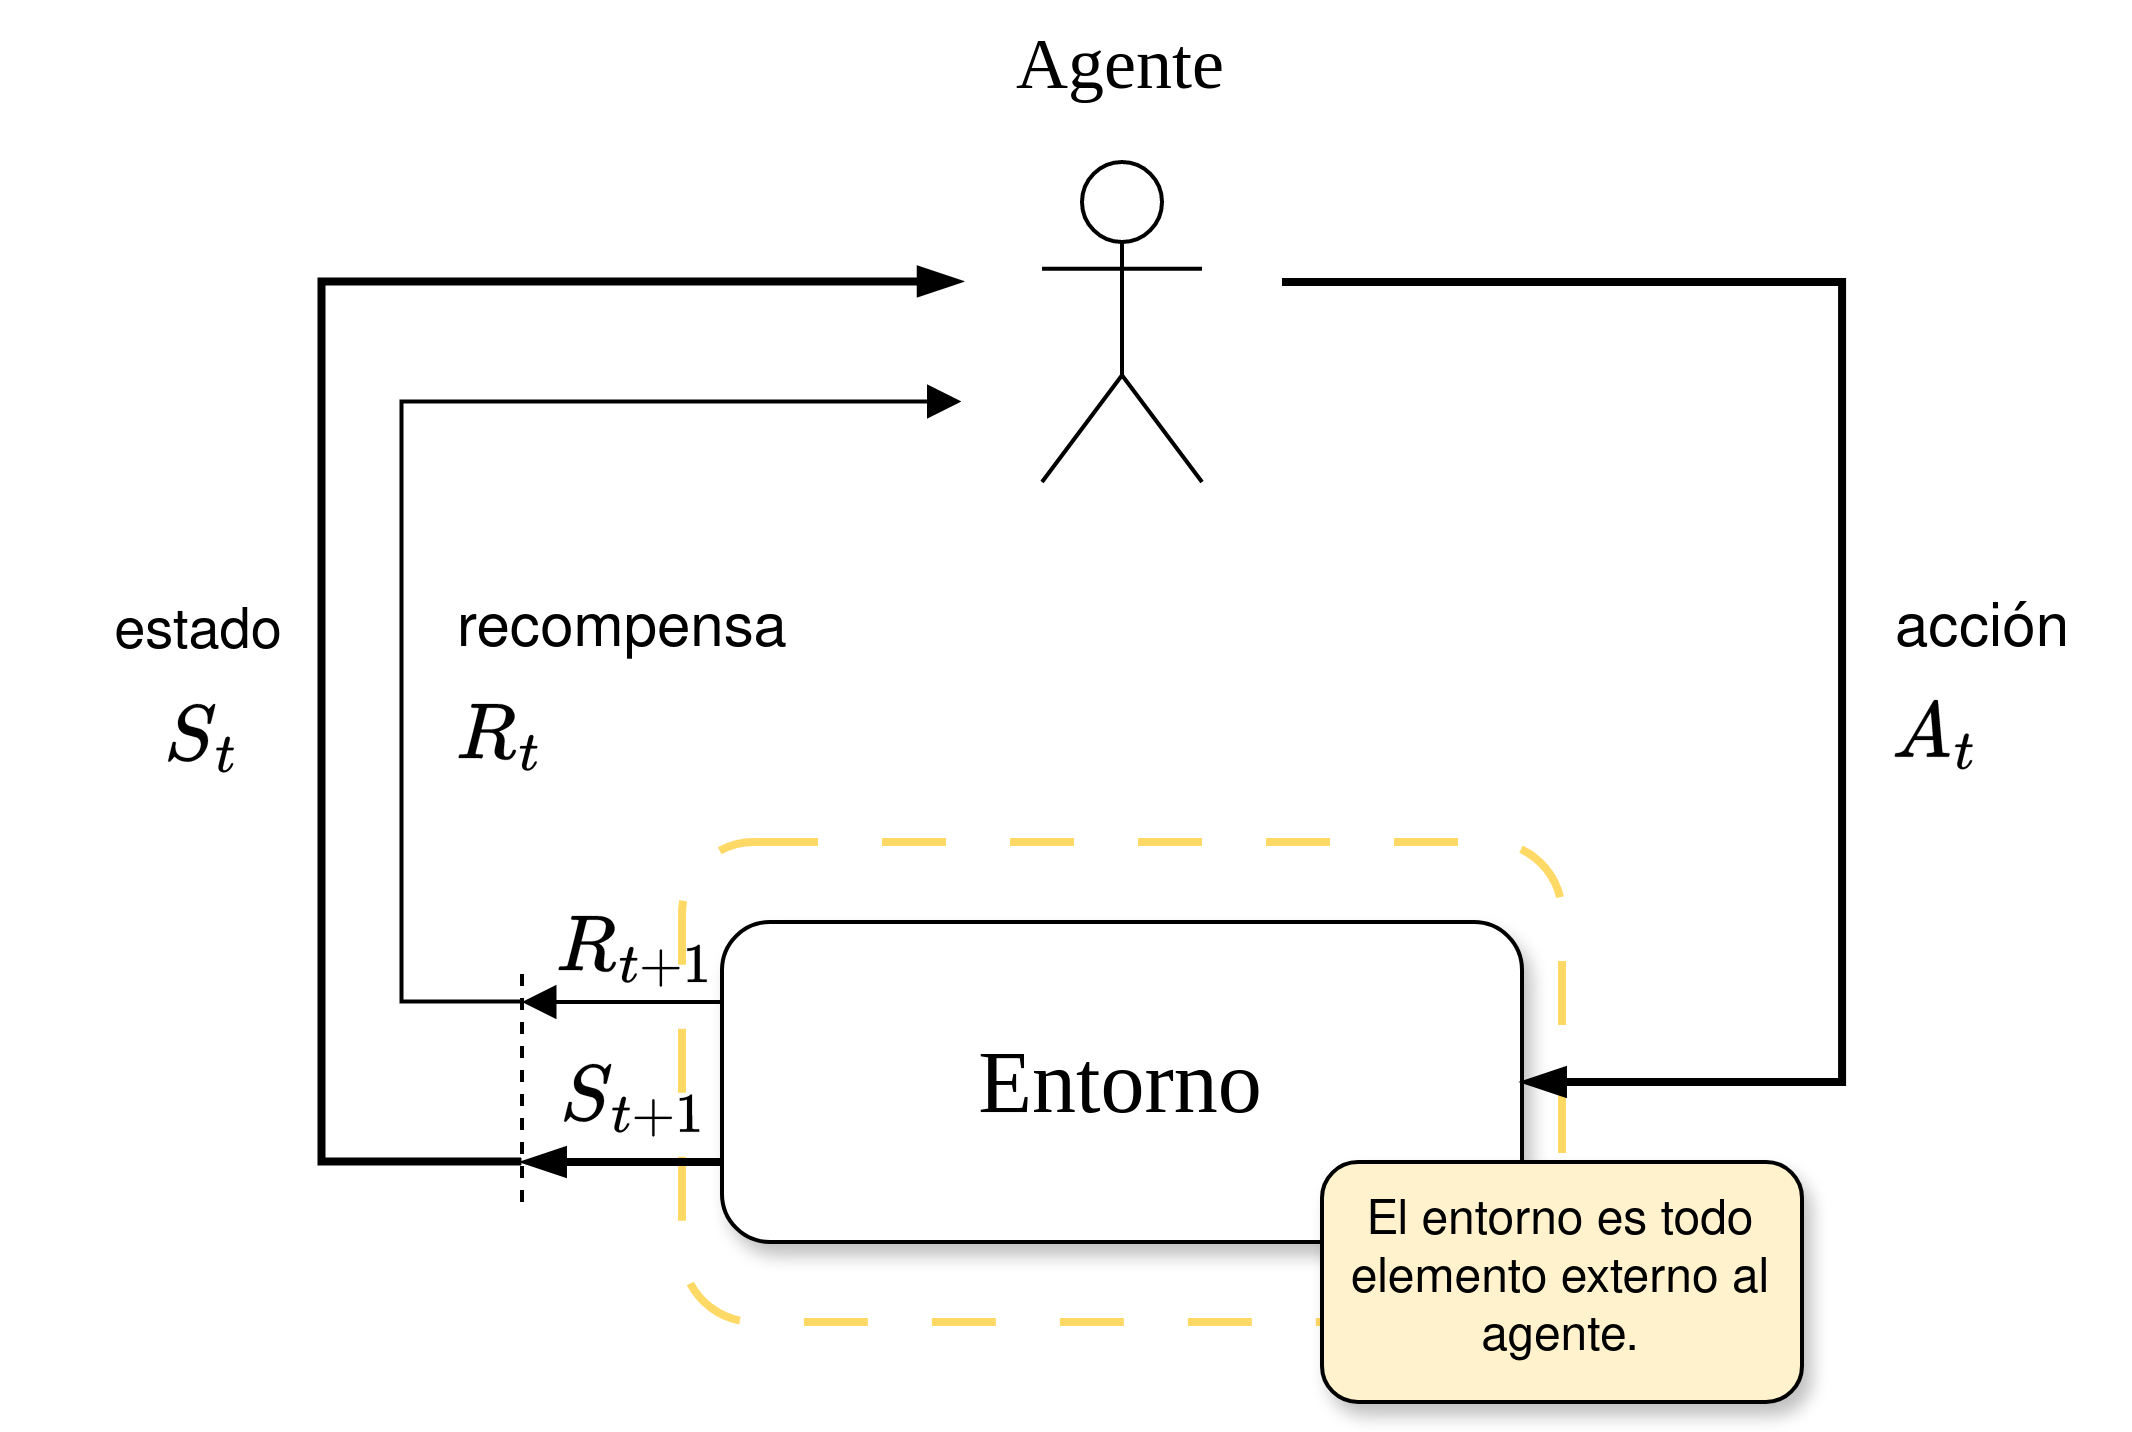 Agente
estado
recompensa
acción
S_t
R_t
A_t
R_{t+1}
S_{t+1}
Entorno
El entorno es todo
elemento externo al
agente.